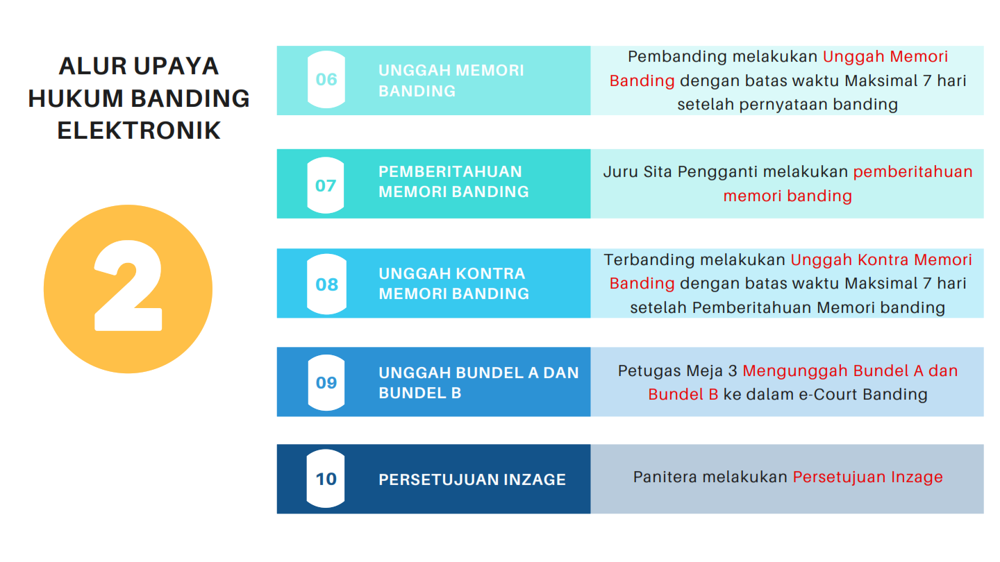 ALUR UPAYA
HUKUM BANDING
ELEKTRONIK
2
06
UNGGAH MEMORI
BANDING
Pembanding melakukan Unggah Memori
Banding dengan batas waktu Maksimal 7 hari
setelah pernyataan banding
07
PEMBERITAHUAN
MEMORI BANDING
Juru Sita Pengganti melakukan pemberitahuan
memori banding
08
UNGGAH KONTRA
MEMORI BANDING
Terbanding melakukan Unggah Kontra Memori
Banding dengan batas waktu Maksimal 7 hari
setelah Pemberitahuan Memori banding
09
UNGGAH BUNDEL A DAN
BUNDEL B
Petugas Meja 3 Mengunggah Bundel A dan
Bundel B ke dalam e-Court Banding
10
PERSETUJUAN INZAGE
Panitera melakukan Persetujuan Inzage